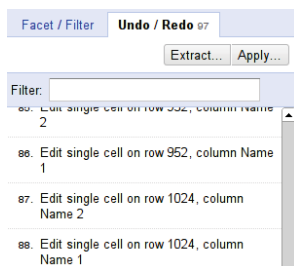 Facet / Filter Undo / Redo 97
Extract... Apply...
Filter:
85. Edit single cell on row 952, column Name
2
86. Edit single cell on row 952, column Name
1
87. Edit single cell on row 1024, column
Name 2
88. Edit single cell on row 1024, column
Name 1